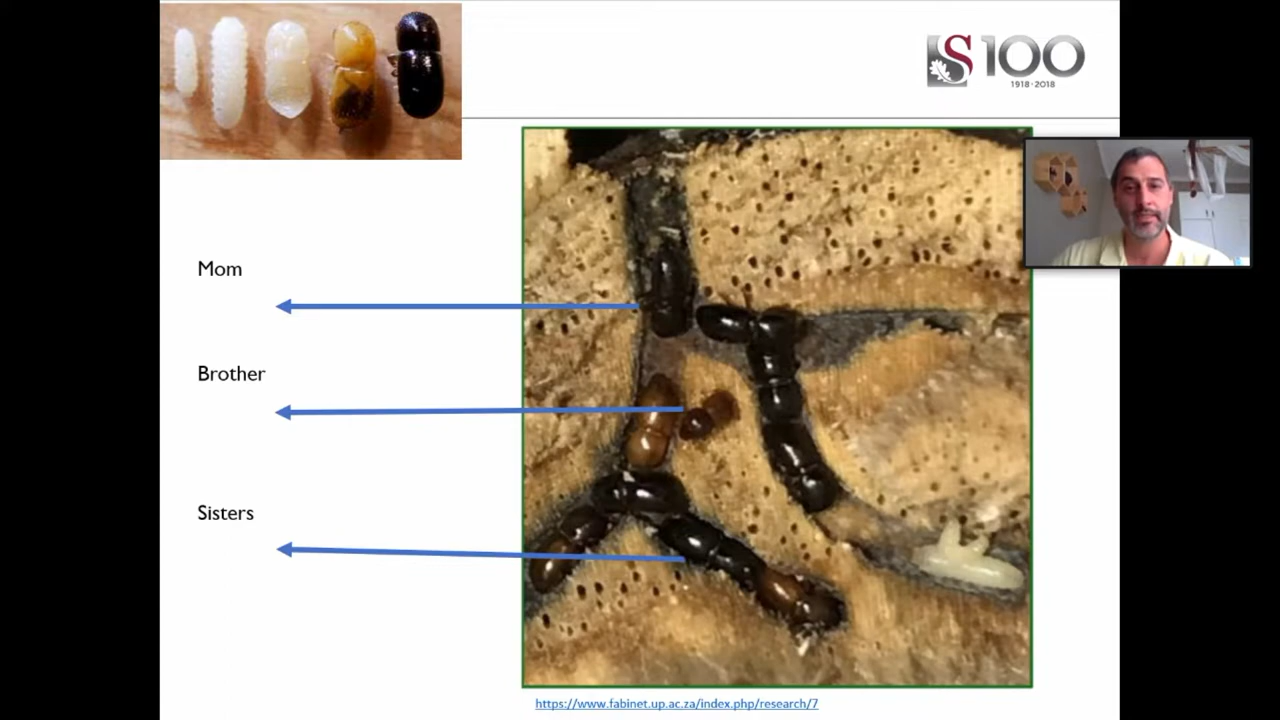 S100
1918·2018
Mom
Brother
Sisters
https://www.fabinet.up.ac.za/index.php/research/7